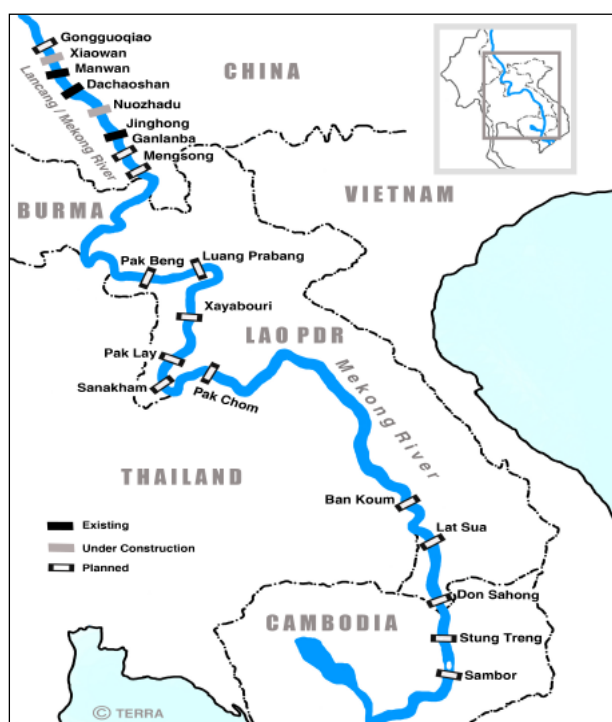 Gongguoqiao
Xiaowan
Manwan
Dachaoshan
CHINA
Nuozhadu
Lancang / Mekong River
Jinghong
Ganlanba
Mengsong
VIETNAM
BURMA
Pak Beng
Luang Prabang
Xayabouri
LAO PDR
Pak Lay
Mekong River
Sanakham
Pak Chom
THAILAND
Ban Koum
Existing
Lat Sua
Under Construction
Planned
Don Sahong
CAMBODIA
Stung Treng
Sambor
© TERRA